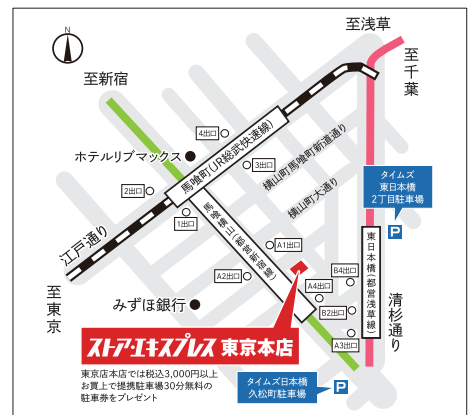 N
至浅草
至千葉
至新宿
4出口
ホテルリブマックス
馬喰町(JR総武快速線)
3出口
横山町馬喰町新道通り
2出口
横山町大通り
タイムズ
東日本橋
2丁目駐車場
P
1出口
江戸通り
馬喰横山(都営新宿線)
A1出口
東日本橋(都営浅草線)
A2出口
B4出口
A4出口
至東京
みずほ銀行
B2出口
清杉通り
ストア・エキスプレス 東京本店
A3出口
東京店本店では税込3,000円以上
お買上で提携駐車場30分無料の
駐車券をプレゼント
タイムズ日本橋
久松町駐車場
P